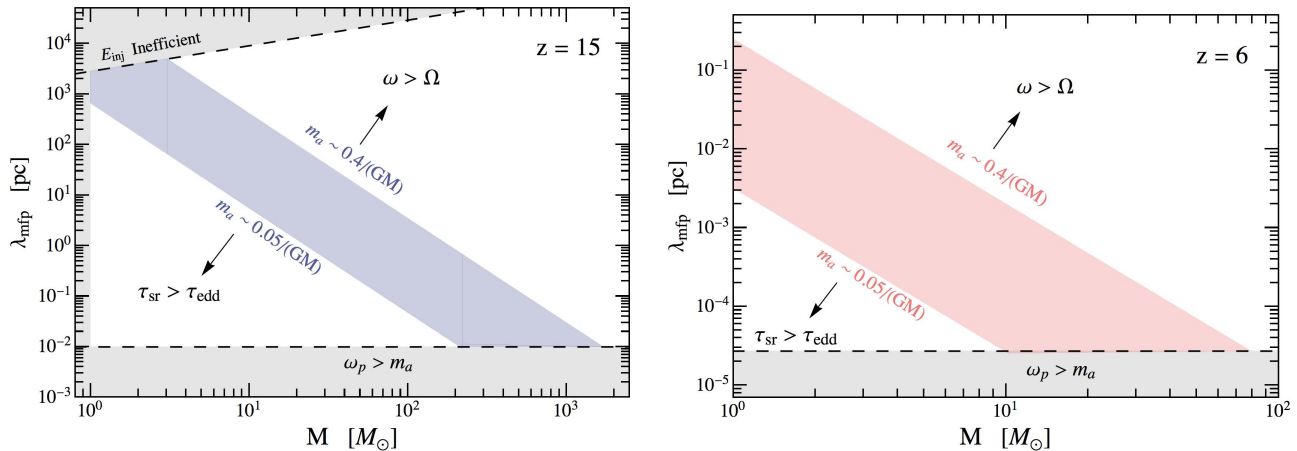 E_inj Inefficient
z = 15
ω > Ω
m_a ~ 0.4/(GM)
m_a ~ 0.05/(GM)
τ_sr > τ_edd
ω_p > m_a
λ_mfp [pc]
10^4
10^3
10^2
10^1
10^0
10^-1
10^-2
10^-3
10^0
10^1
10^2
10^3
M [M_⊙]
z = 6
ω > Ω
m_a ~ 0.4/(GM)
m_a ~ 0.05/(GM)
τ_sr > τ_edd
ω_p > m_a
λ_mfp [pc]
10^-1
10^-2
10^-3
10^-4
10^-5
10^0
10^1
10^2
M [M_⊙]